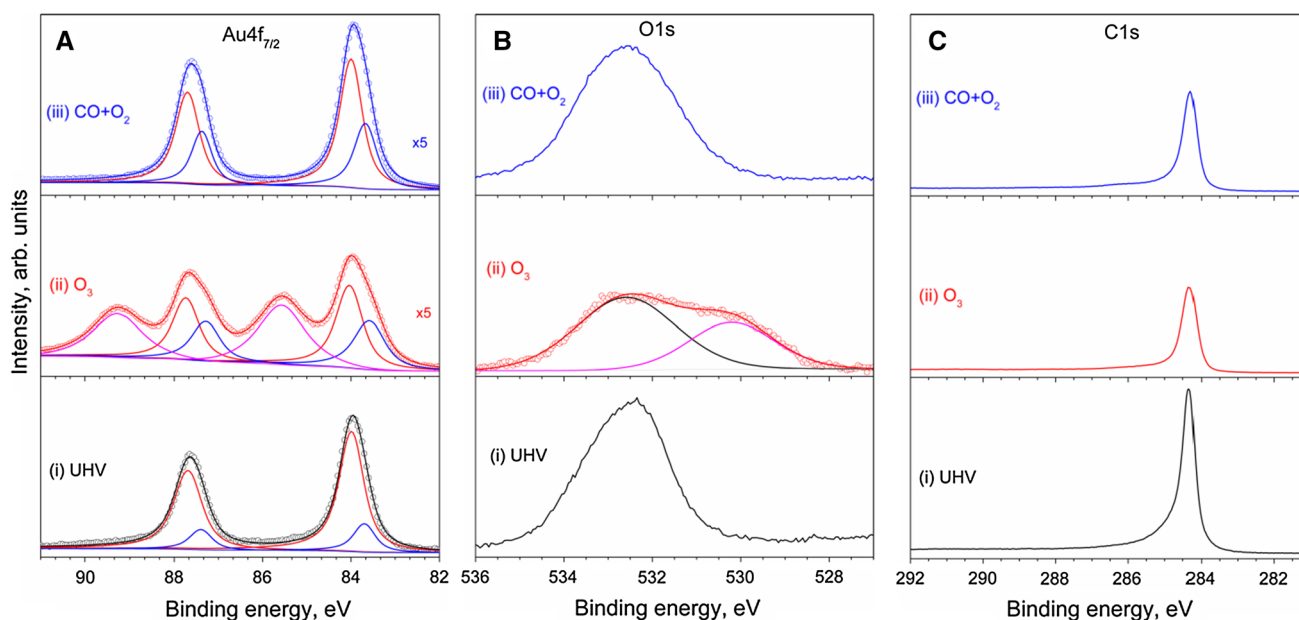 A
Au4f7/2
(iii) CO+O2
x5
(ii) O3
x5
(i) UHV
90 88 86 84 82
Binding energy, eV
Intensity, arb. units
B
O1s
(iii) CO+O2
(ii) O3
(i) UHV
536 534 532 530 528
Binding energy, eV
C
C1s
(iii) CO+O2
(ii) O3
(i) UHV
292 290 288 286 284 282
Binding energy, eV